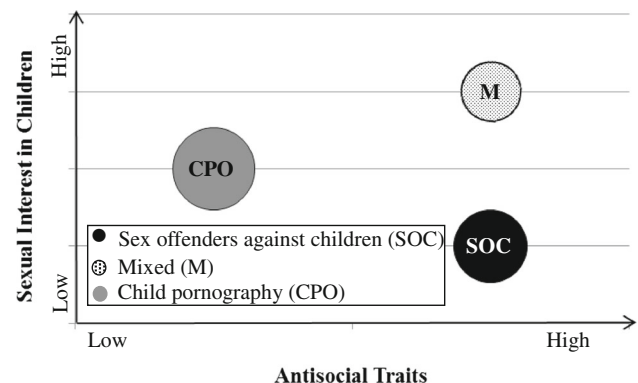 Sexual Interest in Children
High
Low
M
CPO
SOC
Sex offenders against children (SOC)
Mixed (M)
Child pornography (CPO)
Low
High
Antisocial Traits